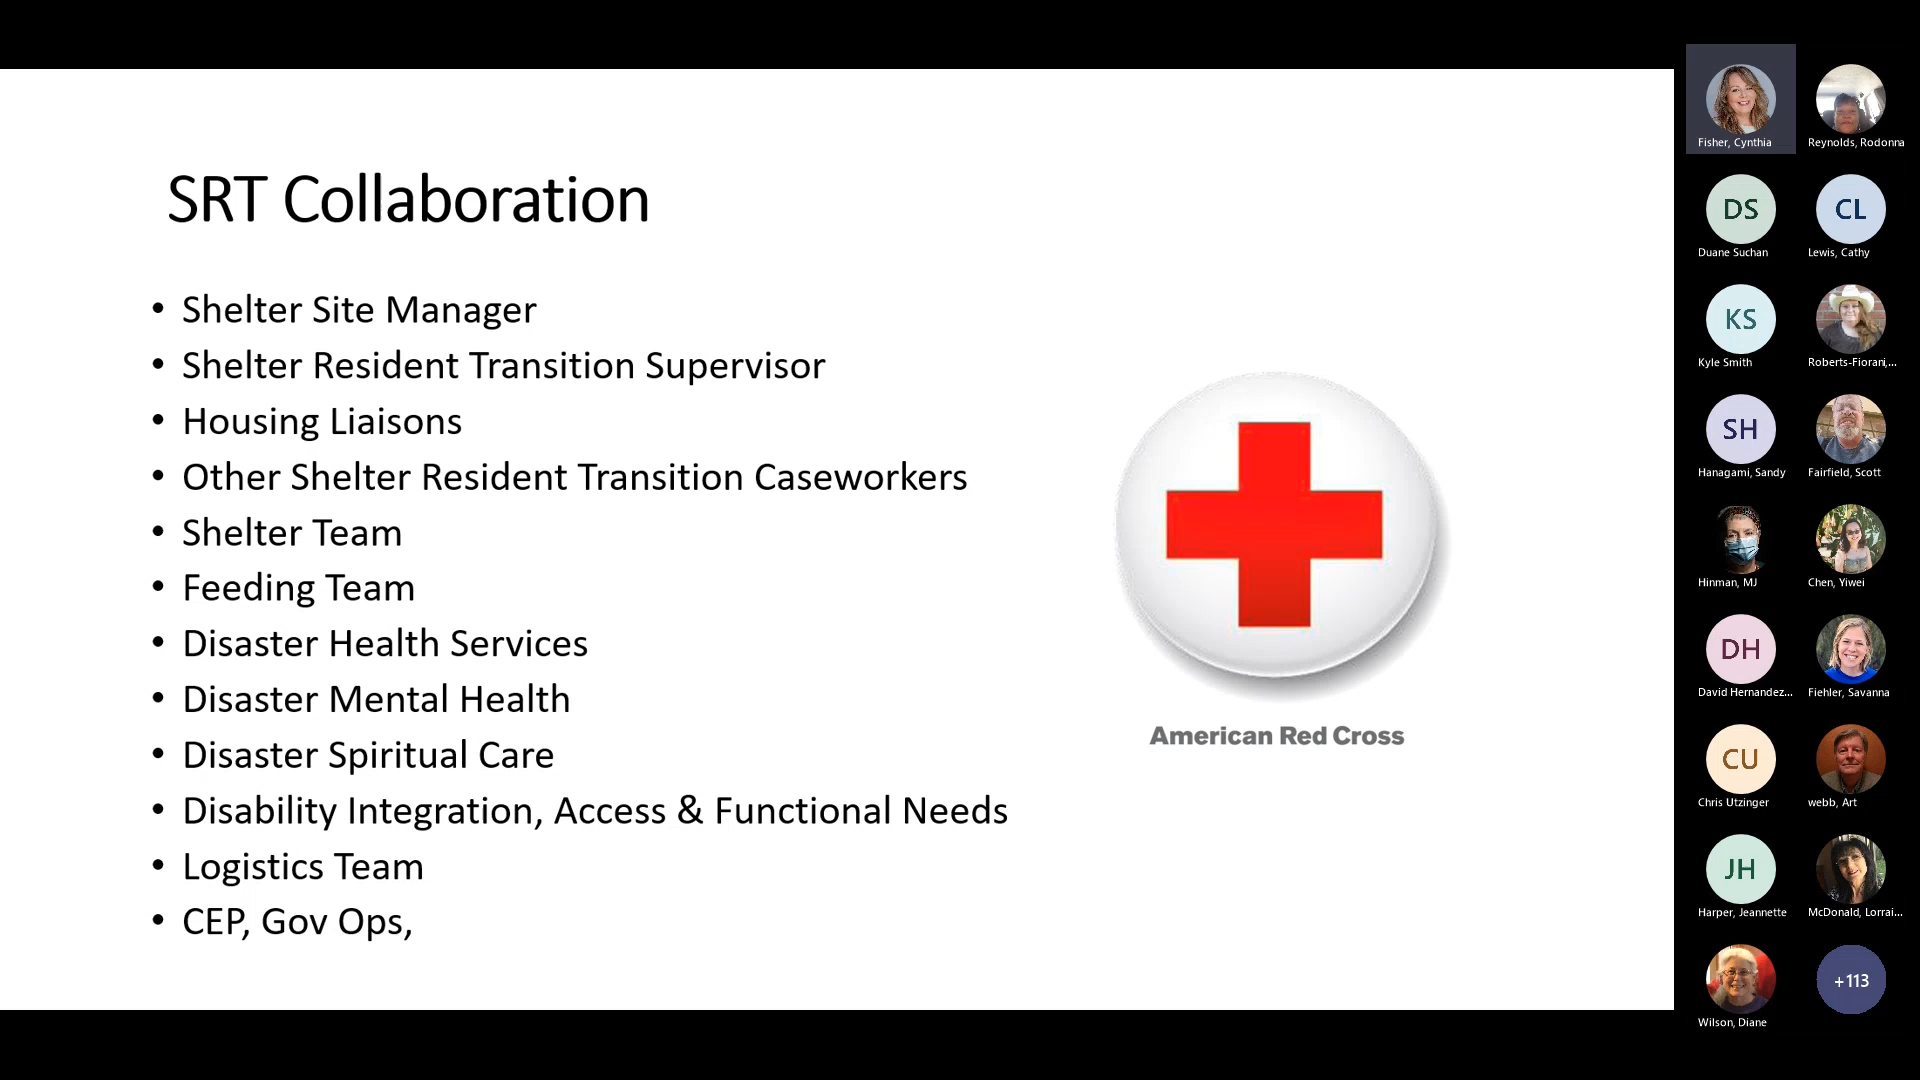 SRT Collaboration
• Shelter Site Manager
• Shelter Resident Transition Supervisor
• Housing Liaisons
• Other Shelter Resident Transition Caseworkers
• Shelter Team
• Feeding Team
• Disaster Health Services
• Disaster Mental Health
• Disaster Spiritual Care
• Disability Integration, Access & Functional Needs
• Logistics Team
• CEP, Gov Ops,
American Red Cross
Fisher, Cynthia
Reynolds, Rodonna
DS
Duane Suchan
CL
Lewis, Cathy
KS
Kyle Smith
Roberts-Fiorani,...
SH
Hanagami, Sandy
Fairfield, Scott
Hinman, MJ
Chen, Yiwei
DH
David Hernandez...
Fiehler, Savanna
CU
Chris Utzinger
webb, Art
JH
Harper, Jeannette
McDonald, Lorrai...
Wilson, Diane
+113